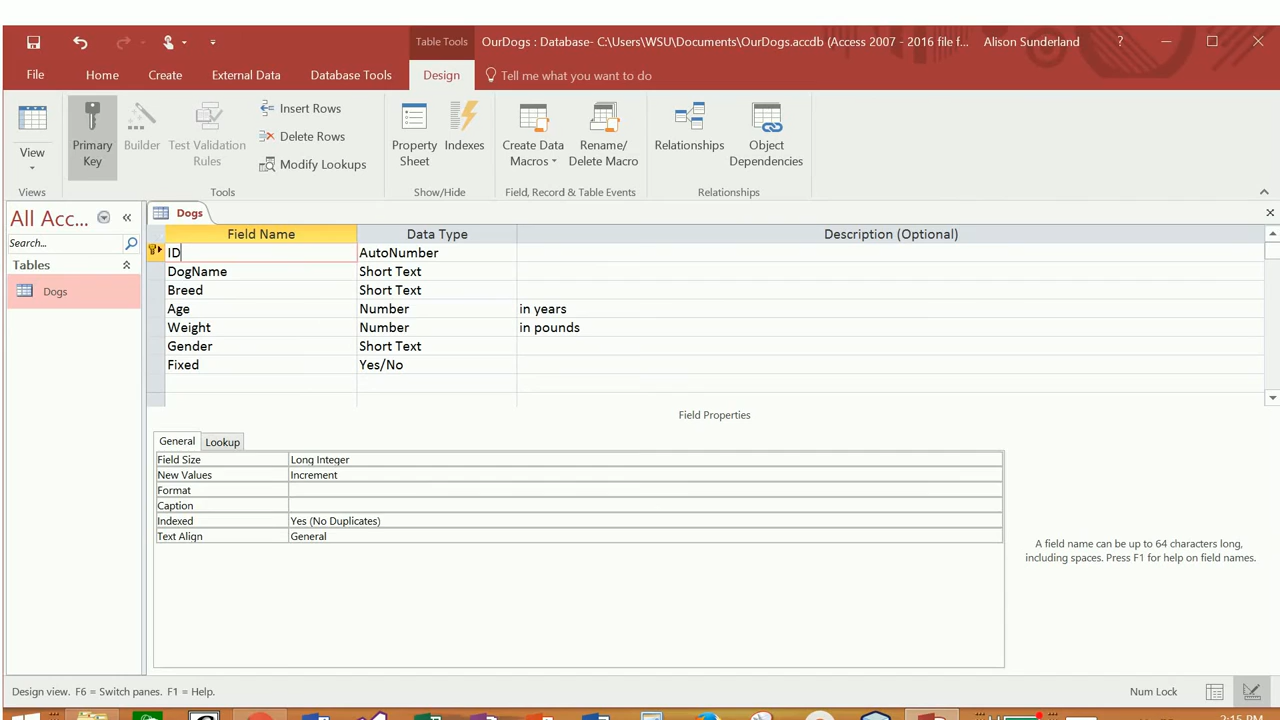 Table Tools
OurDogs : Database- C:\Users\WSU\Documents\OurDogs.accdb (Access 2007 - 2016 file f...
Alison Sunderland
?
File Home Create External Data Database Tools Design Tell me what you want to do
View
Primary Key
Builder
Test Validation Rules
Insert Rows
Delete Rows
Modify Lookups
Property Sheet
Indexes
Create Data Macros
Rename/ Delete Macro
Relationships
Object Dependencies
Views Tools Show/Hide Field, Record & Table Events Relationships
All Acc...
Search...
Tables
Dogs
Dogs
Field Name Data Type Description (Optional)
ID AutoNumber
DogName Short Text
Breed Short Text
Age Number in years
Weight Number in pounds
Gender Short Text
Fixed Yes/No
Field Properties
General Lookup
Field Size Long Integer
New Values Increment
Format
Caption
Indexed Yes (No Duplicates)
Text Align General
A field name can be up to 64 characters long,
including spaces. Press F1 for help on field names.
Design view. F6 = Switch panes. F1 = Help.
Num Lock